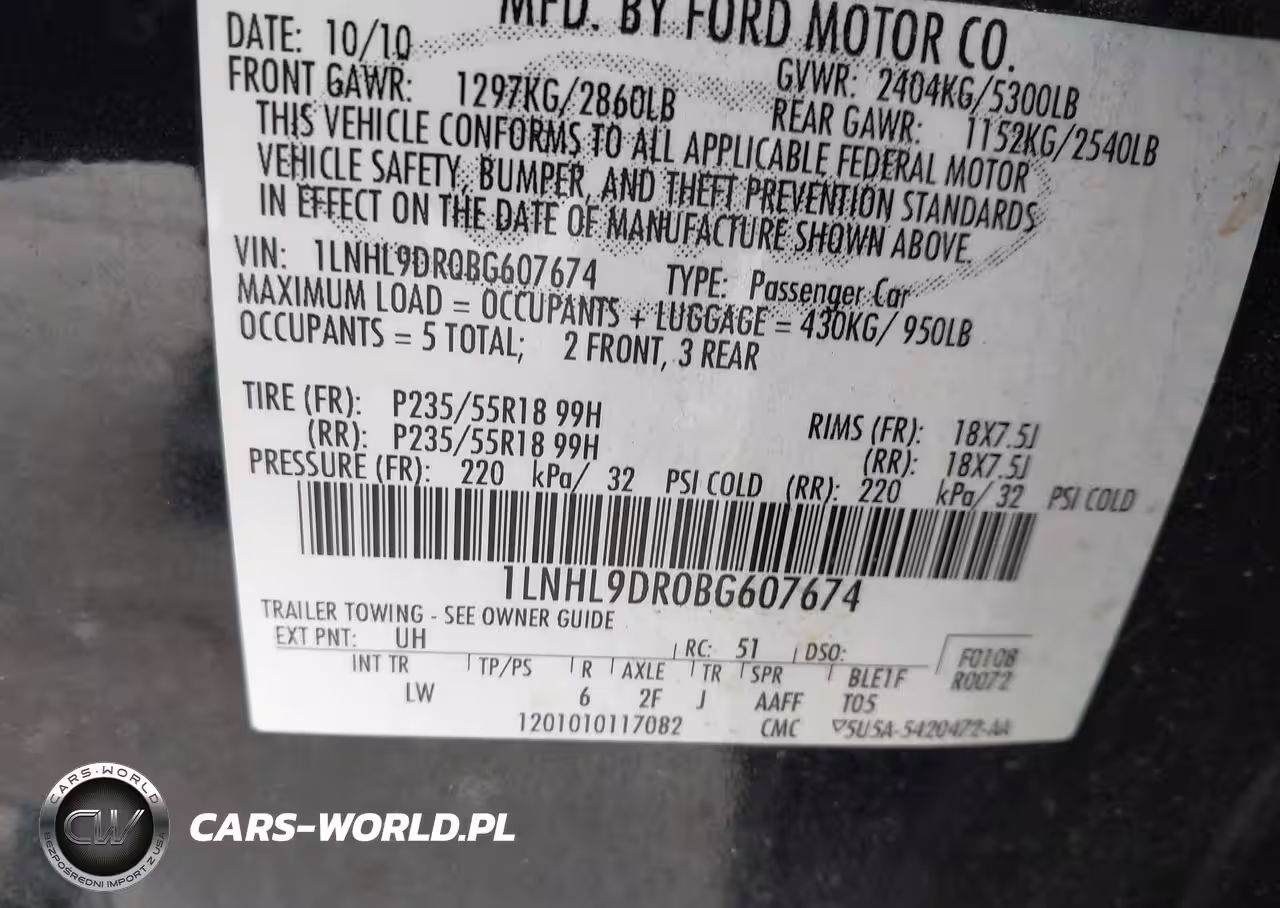 MFD. BY FORD MOTOR CO.
DATE: 10/10 GVWR: 2404KG/5300LB
FRONT GAWR: 1297KG/2860LB REAR GAWR: 1152KG/2540LB
THIS VEHICLE CONFORMS TO ALL APPLICABLE FEDERAL MOTOR
VEHICLE SAFETY, BUMPER, AND THEFT PREVENTION STANDARDS
IN EFFECT ON THE DATE OF MANUFACTURE SHOWN ABOVE.
VIN: 1LNHL9DR0BG607674 TYPE: Passenger Car
MAXIMUM LOAD = OCCUPANTS + LUGGAGE = 430KG/ 950LB
OCCUPANTS = 5 TOTAL; 2 FRONT, 3 REAR
TIRE (FR): P235/55R18 99H RIMS (FR): 18X7.5J
(RR): P235/55R18 99H (RR): 18X7.5J
PRESSURE (FR): 220 kPa/ 32 PSI COLD (RR): 220 kPa/ 32 PSI COLD
1LNHL9DR0BG607674
TRAILER TOWING - SEE OWNER GUIDE
EXT PNT: UH RC: 51 DSO: F0108
INT TR TP/PS R AXLE TR SPR BLE1F R0072
LW 6 2F J AAFF T05
1201010117082 CMC ▽5U5A-5420472-AA
CARS-WORLD
CW
BEZPOŚREDNI IMPORT Z USA
CARS-WORLD.PL